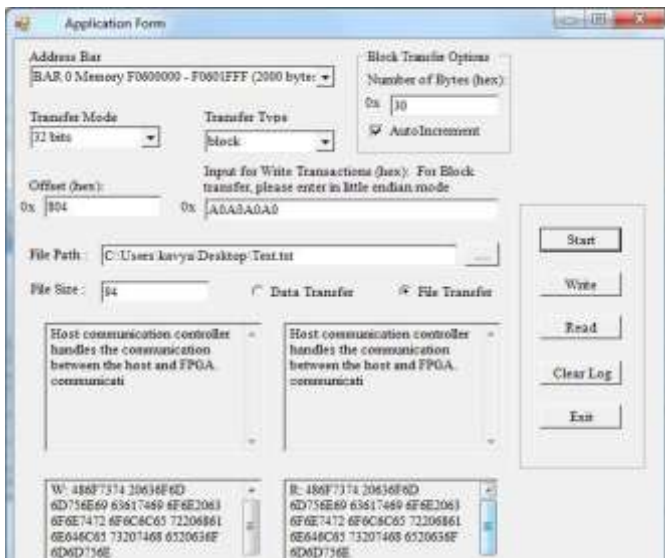 Application Form
Address Bar
BAR 0 Memory F0600000 - F0601FFF (2000 bytes
Block Transfer Options
Number of Bytes (hex):
0x 30
AutoIncrement
Transfer Mode
32 bits
Transfer Type
block
Input for Write Transactions (hex): For Block
transfer, please enter in little endian mode
Offset (hex):
0x 804
0x A0A0A0A0
File Path : C:\Users\kavya\Desktop\Test.txt ...
File Size : 94
Data Transfer
File Transfer
Start
Write
Read
Clear Log
Exit
Host communication controller
handles the communication
between the host and FPGA.
communicati
Host communication controller
handles the communication
between the host and FPGA.
communicati
W: 486F7374 20636F6D
6D756E69 63617469 6F6E2063
6F6E7472 6F6C6C65 72206861
6E646C65 73207468 6520636F
6D6D756E
R: 486F7374 20636F6D
6D756E69 63617469 6F6E2063
6F6E7472 6F6C6C65 72206861
6E646C65 73207468 6520636F
6D6D756E